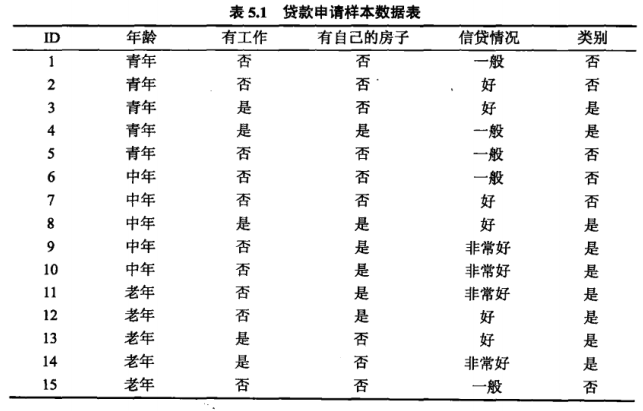 表 5.1 贷款申请样本数据表
ID 年龄 有工作 有自己的房子 信贷情况 类别
1 青年 否 否 一般 否
2 青年 否 否 好 否
3 青年 是 否 好 是
4 青年 是 是 一般 是
5 青年 否 否 一般 否
6 中年 否 否 一般 否
7 中年 否 否 好 否
8 中年 是 是 好 是
9 中年 否 是 非常好 是
10 中年 否 是 非常好 是
11 老年 否 是 非常好 是
12 老年 否 是 好 是
13 老年 是 否 好 是
14 老年 是 否 非常好 是
15 老年 否 否 一般 否